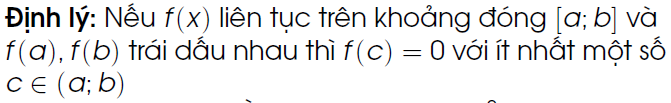 Định lý: Nếu f(x) liên tục trên khoảng đóng [a; b] và
f(a), f(b) trái dấu nhau thì f(c) = 0 với ít nhất một số
c ∈ (a; b)